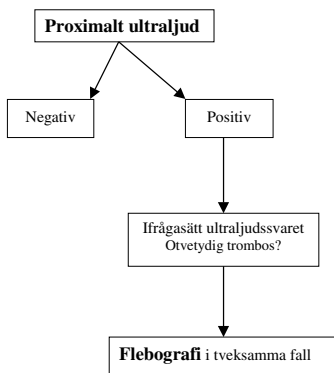 Proximalt ultraljud
Negativ
Positiv
Ifrågasätt ultraljudssvaret
Otvetydig trombos?
Flebografi i tveksamma fall